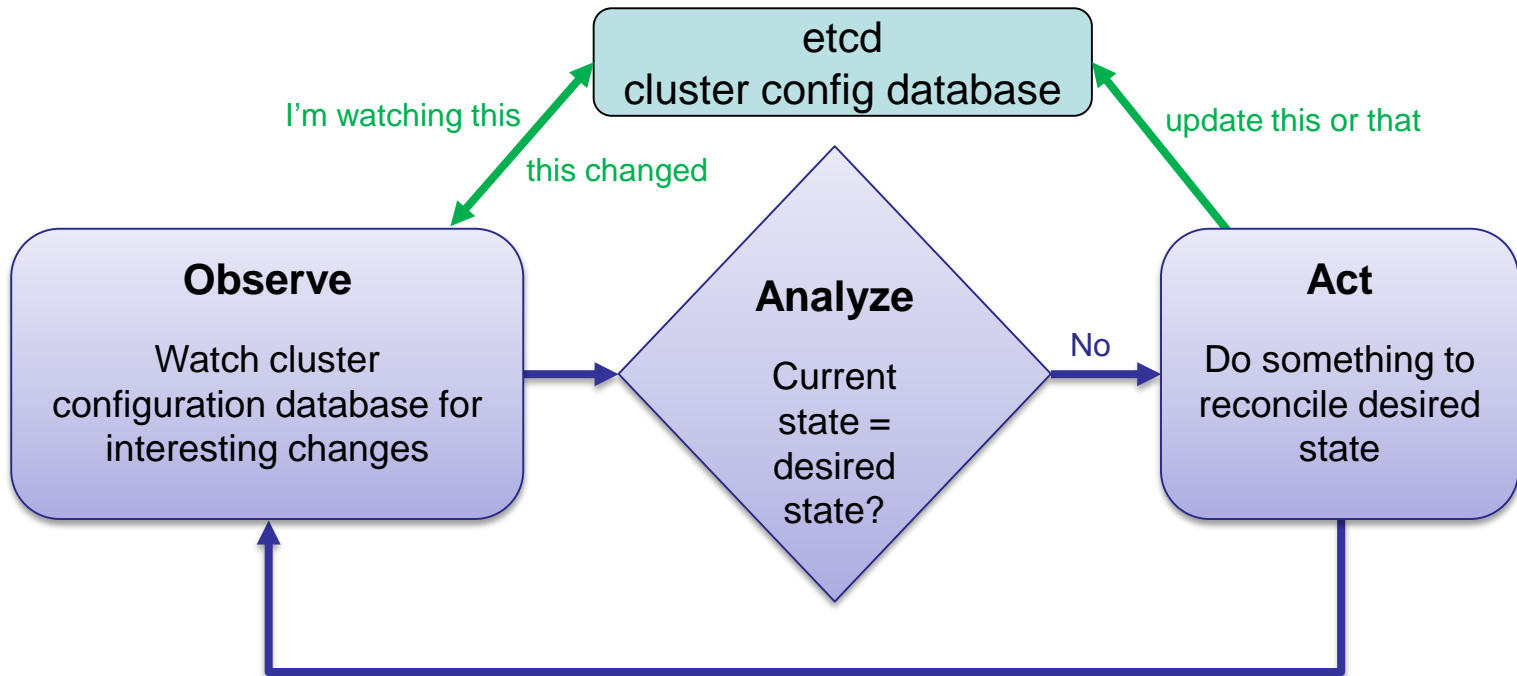 etcd
cluster config database
I’m watching this
this changed
update this or that
Observe
Watch cluster
configuration database for
interesting changes
Analyze
Current
state =
desired
state?
No
Act
Do something to
reconcile desired
state